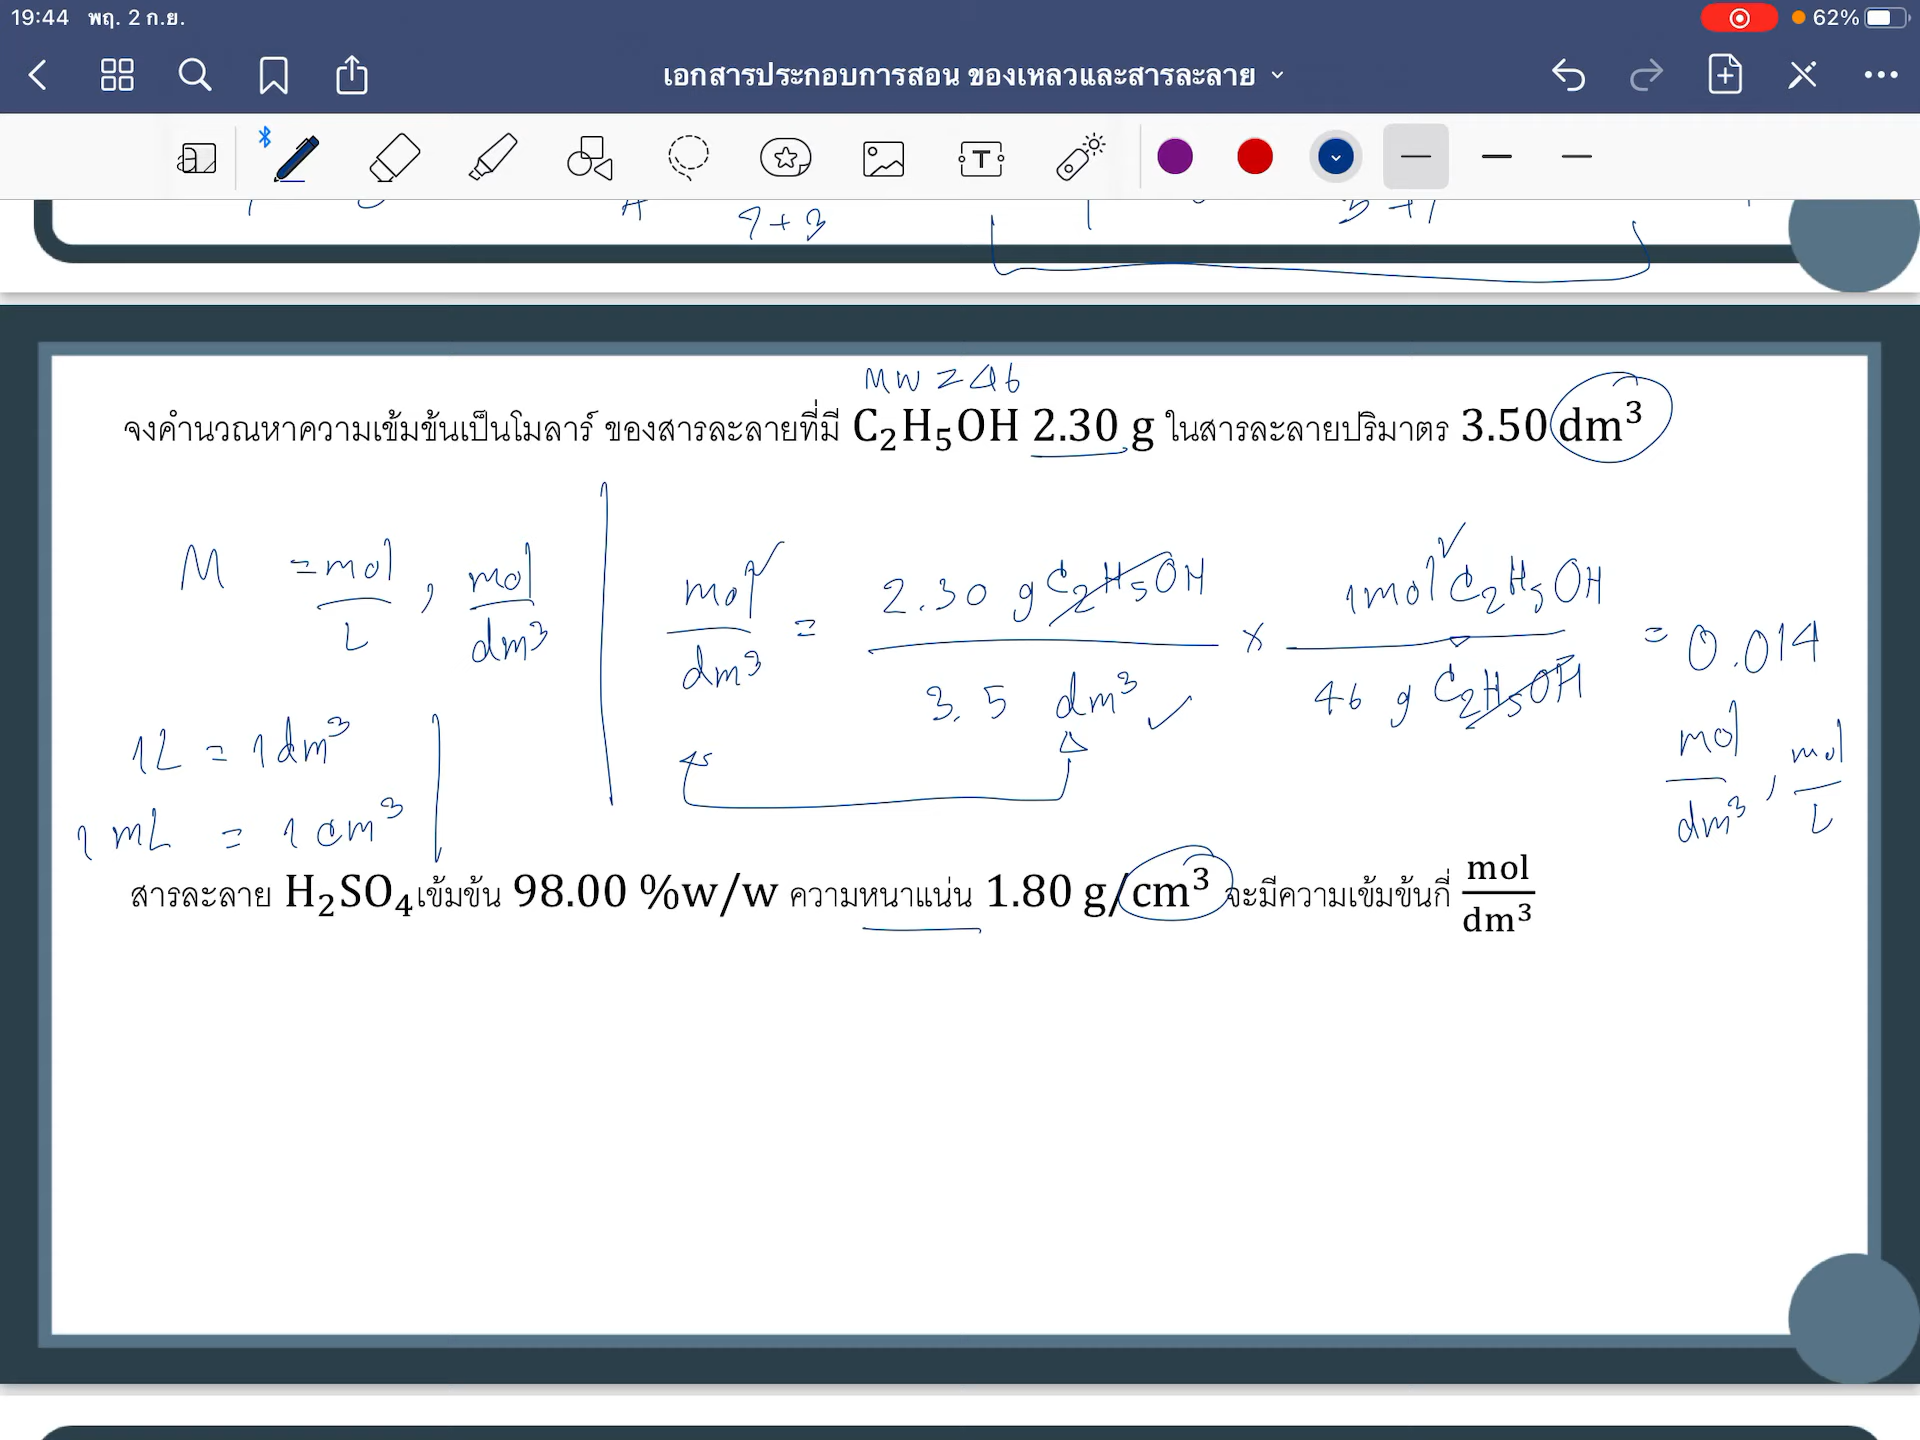 19:44 พฤ. 2 ก.ย.
62%
เอกสารประกอบการสอน ของเหลวและสารละลาย
9+3
MW = 46
จงคำนวณหาความเข้มข้นเป็นโมลาร์ ของสารละลายที่มี C₂H₅OH 2.30 g ในสารละลายปริมาตร 3.50 dm³
M = mol/L , mol/dm³
mol/dm³ = 2.30 g C₂H₅OH / 3.5 dm³ x 1 mol C₂H₅OH / 46 g C₂H₅OH = 0.014 mol/dm³ , mol/L
1L = 1dm³
1 mL = 1 cm³
สารละลาย H₂SO₄เข้มข้น 98.00 %w/w ความหนาแน่น 1.80 g/cm³ จะมีความเข้มข้นกี่ mol/dm³